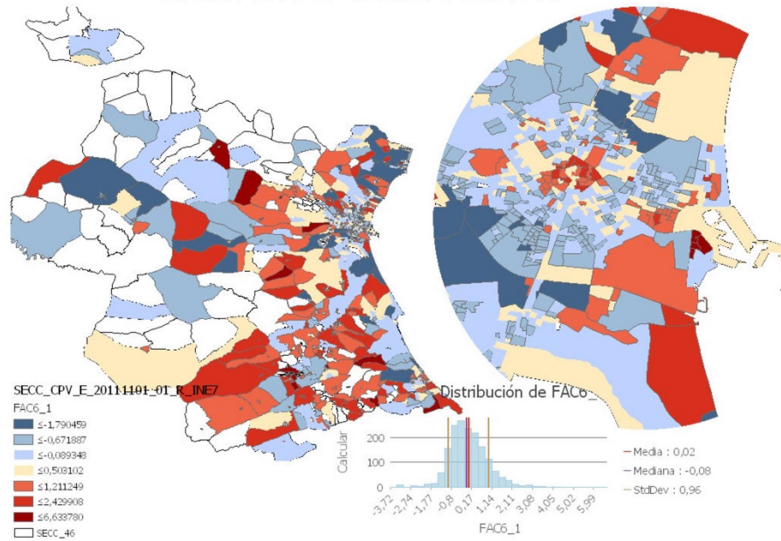 SECC_CPV_E_20111101_01_R_INE7
FAC6_1
≤-1,790459
≤-0,671887
≤-0,089348
≤0,503102
≤1,211249
≤2,429908
≤6,633780
SECC_46
Distribución de FAC6_
Calcular
200
100
0
-3,72
-2,74
-1,77
-0,8
0,17
1,14
2,11
3,08
4,05
5,02
5,99
FAC6_1
Media : 0,02
Mediana : -0,08
StdDev : 0,96